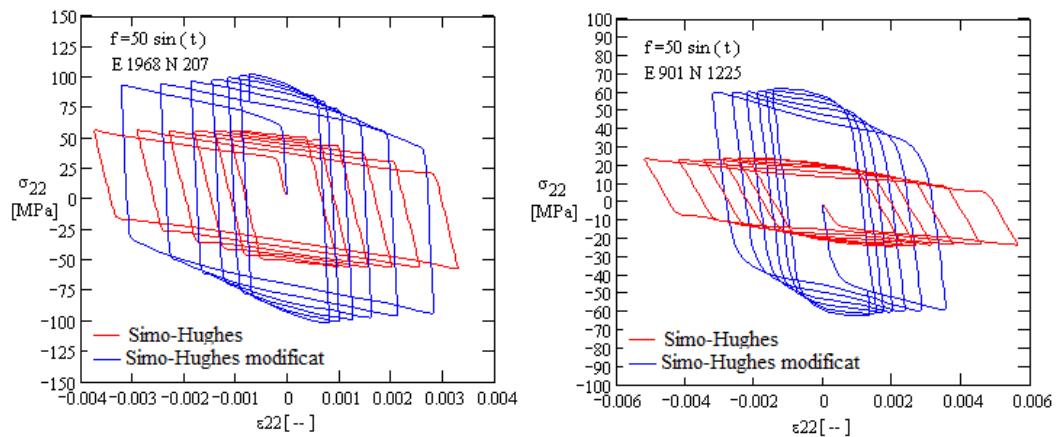 150
125
100
75
50
25
0
−25
−50
−75
−100
−125
−150
σ22
[MPa]
f=50 sin ( t )
E 1968 N 207
Simo-Hughes
Simo-Hughes modificat
−0.004 −0.003 −0.002 −0.001 0 0.001 0.002 0.003 0.004
ε22 [ -- ]
100
90
80
70
60
50
40
30
20
10
0
−10
−20
−30
−40
−50
−60
−70
−80
−90
−100
σ22
[MPa]
f=50 sin ( t )
E 901 N 1225
Simo-Hughes
Simo-Hughes modificat
−0.006 −0.004 −0.002 0 0.002 0.004 0.006
ε22 [ -- ]